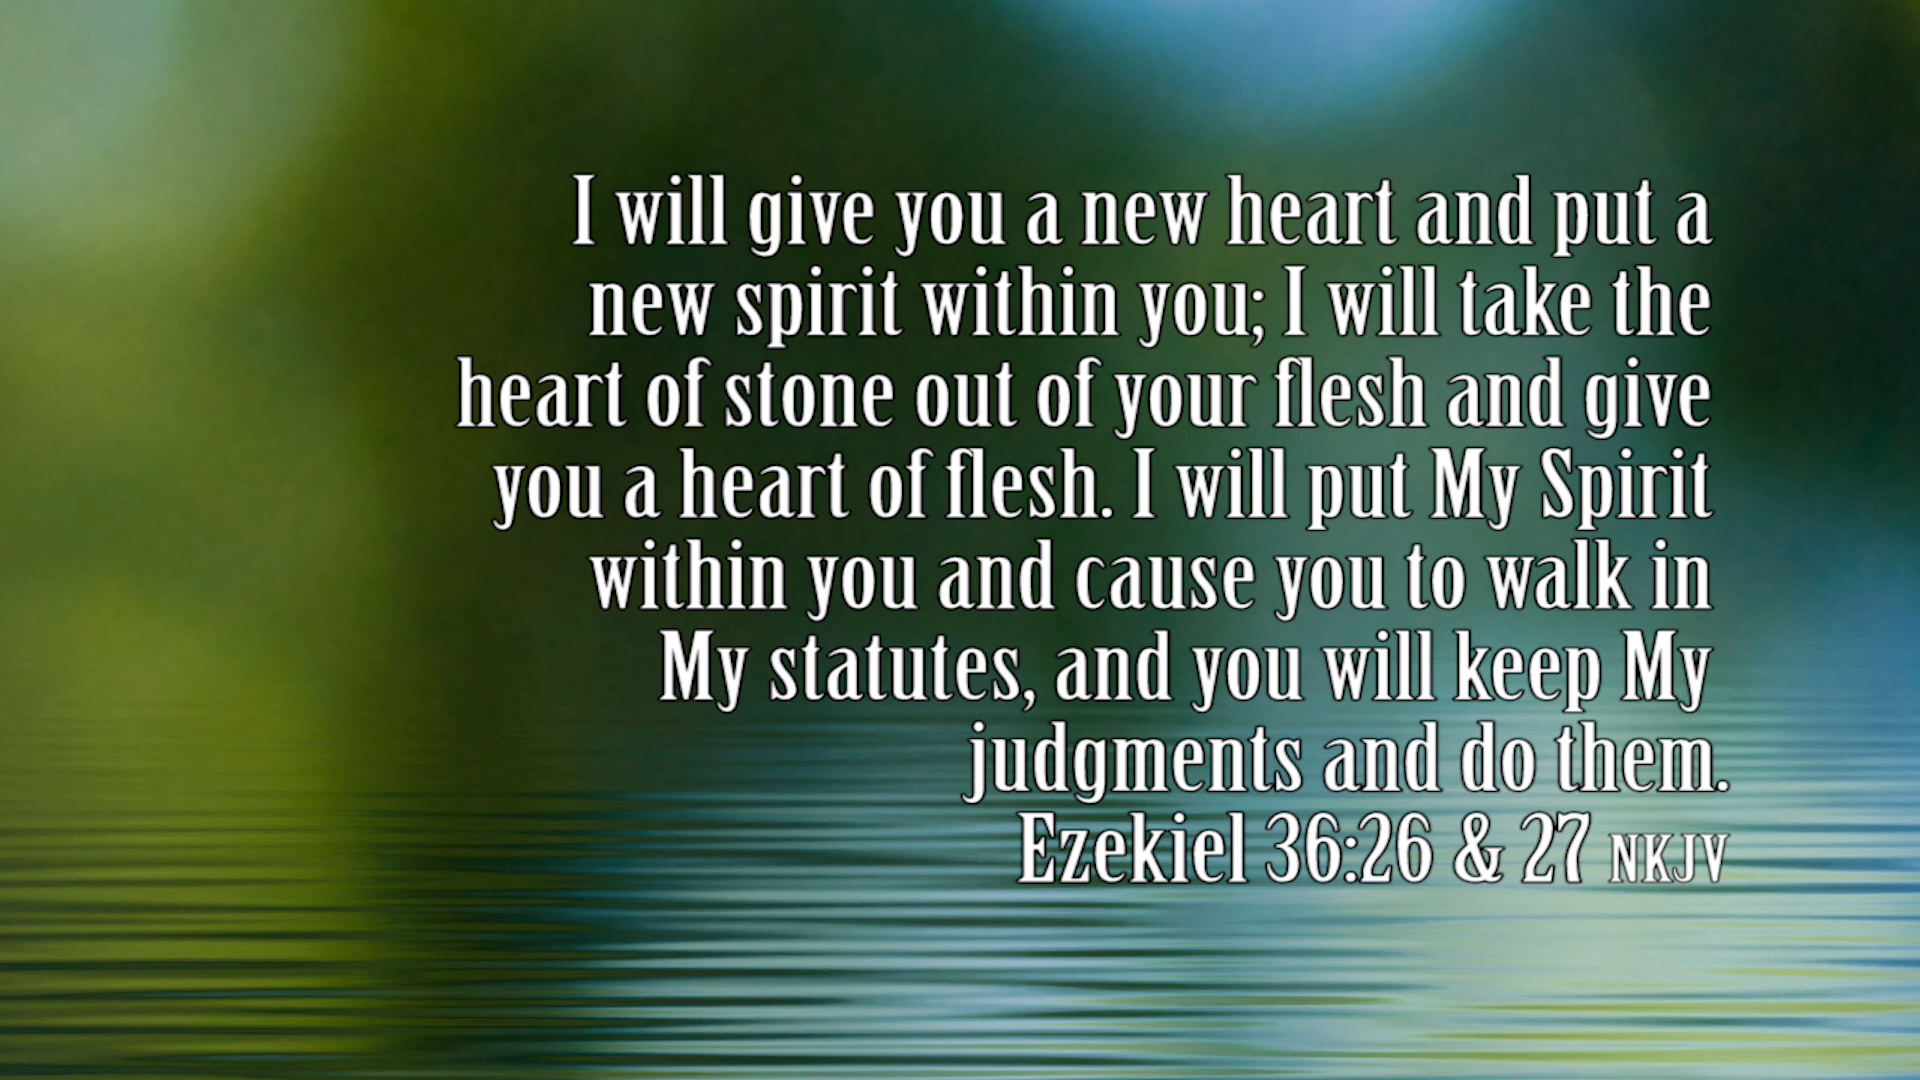 I will give you a new heart and put a
new spirit within you; I will take the
heart of stone out of your flesh and give
you a heart of flesh. I will put My Spirit
within you and cause you to walk in
My statutes, and you will keep My
judgments and do them.
Ezekiel 36:26 & 27 NKJV